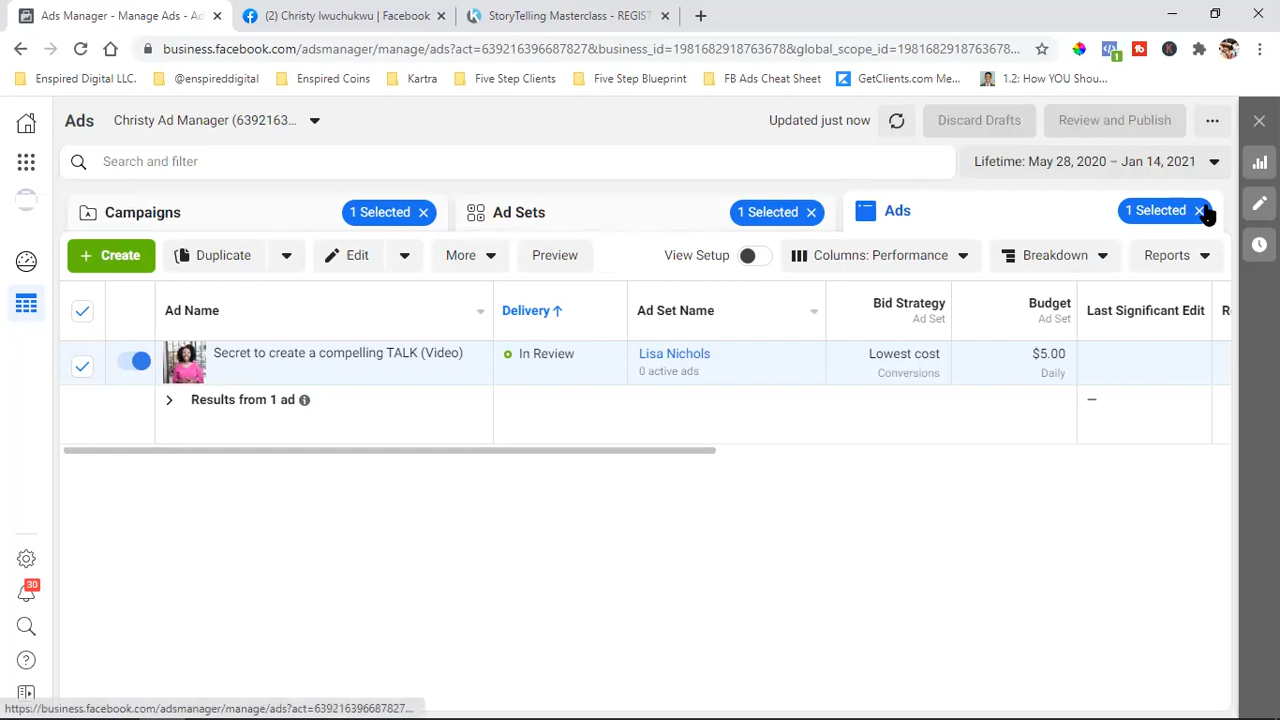 Ads Manager - Manage Ads - Ad
(2) Christy Iwuchukwu | Facebook
StoryTelling Masterclass - REGIST
business.facebook.com/adsmanager/manage/ads?act=639216396687827&business_id=1981682918763678&global_scope_id=1981682918763678...
1
Enspired Digital LLC.
@enspireddigital
Enspired Coins
Kartra
Five Step Clients
Five Step Blueprint
FB Ads Cheat Sheet
GetClients.com Me...
1.2: How YOU Shou...
Ads
Christy Ad Manager (6392163...
Updated just now
Discard Drafts
Review and Publish
Search and filter
Lifetime: May 28, 2020 – Jan 14, 2021
Campaigns
1 Selected
Ad Sets
1 Selected
Ads
1 Selected
+ Create
Duplicate
Edit
More
Preview
View Setup
Columns: Performance
Breakdown
Reports
Ad Name
Delivery ↑
Ad Set Name
Bid Strategy
Ad Set
Budget
Ad Set
Last Significant Edit
R
Secret to create a compelling TALK (Video)
In Review
Lisa Nichols
0 active ads
Lowest cost
Conversions
$5.00
Daily
Results from 1 ad
—
30
https://business.facebook.com/adsmanager/manage/ads?act=639216396687827...